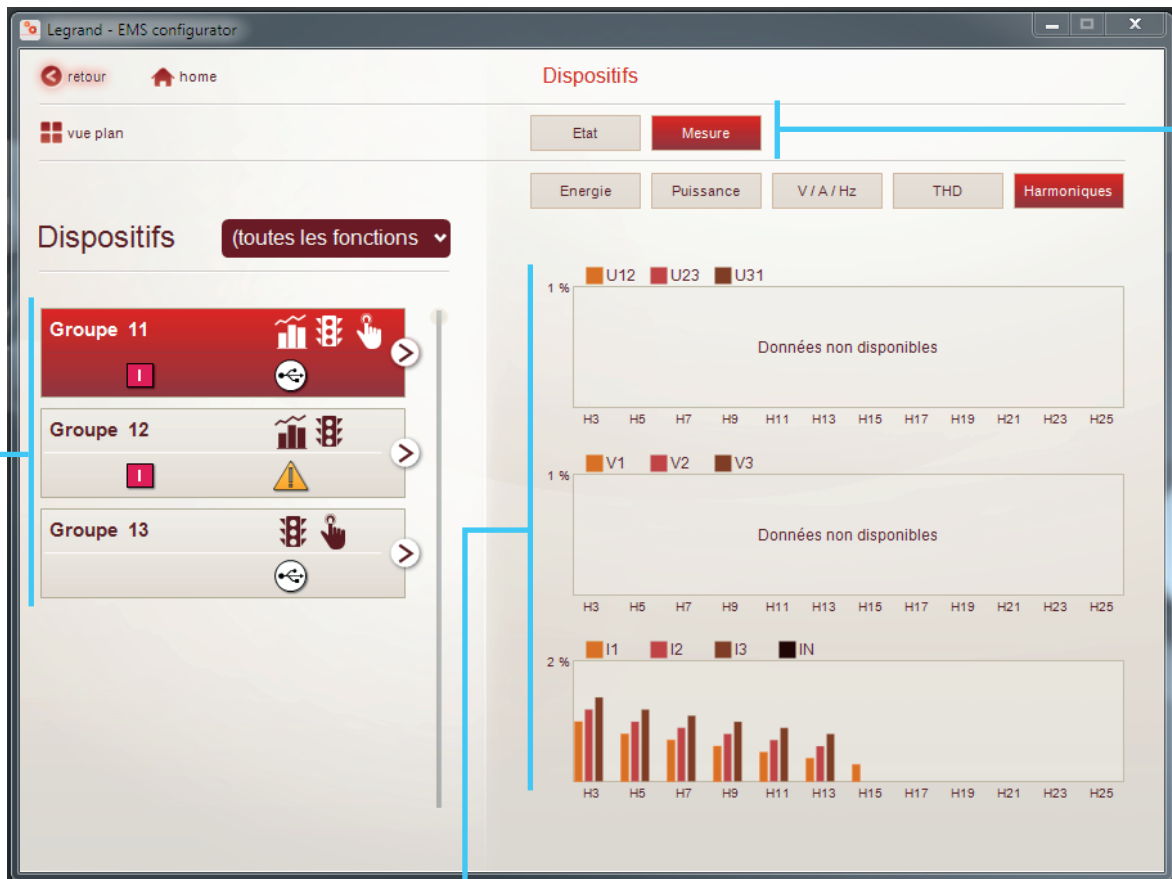 Legrand - EMS configurator
retour
home
Dispositifs
vue plan
Etat
Mesure
Energie
Puissance
V / A / Hz
THD
Harmoniques
Dispositifs
(toutes les fonctions
Groupe 11
I
Groupe 12
I
Groupe 13
U12 U23 U31
1 %
Données non disponibles
H3 H5 H7 H9 H11 H13 H15 H17 H19 H21 H23 H25
V1 V2 V3
1 %
Données non disponibles
H3 H5 H7 H9 H11 H13 H15 H17 H19 H21 H23 H25
I1 I2 I3 IN
2 %
H3 H5 H7 H9 H11 H13 H15 H17 H19 H21 H23 H25